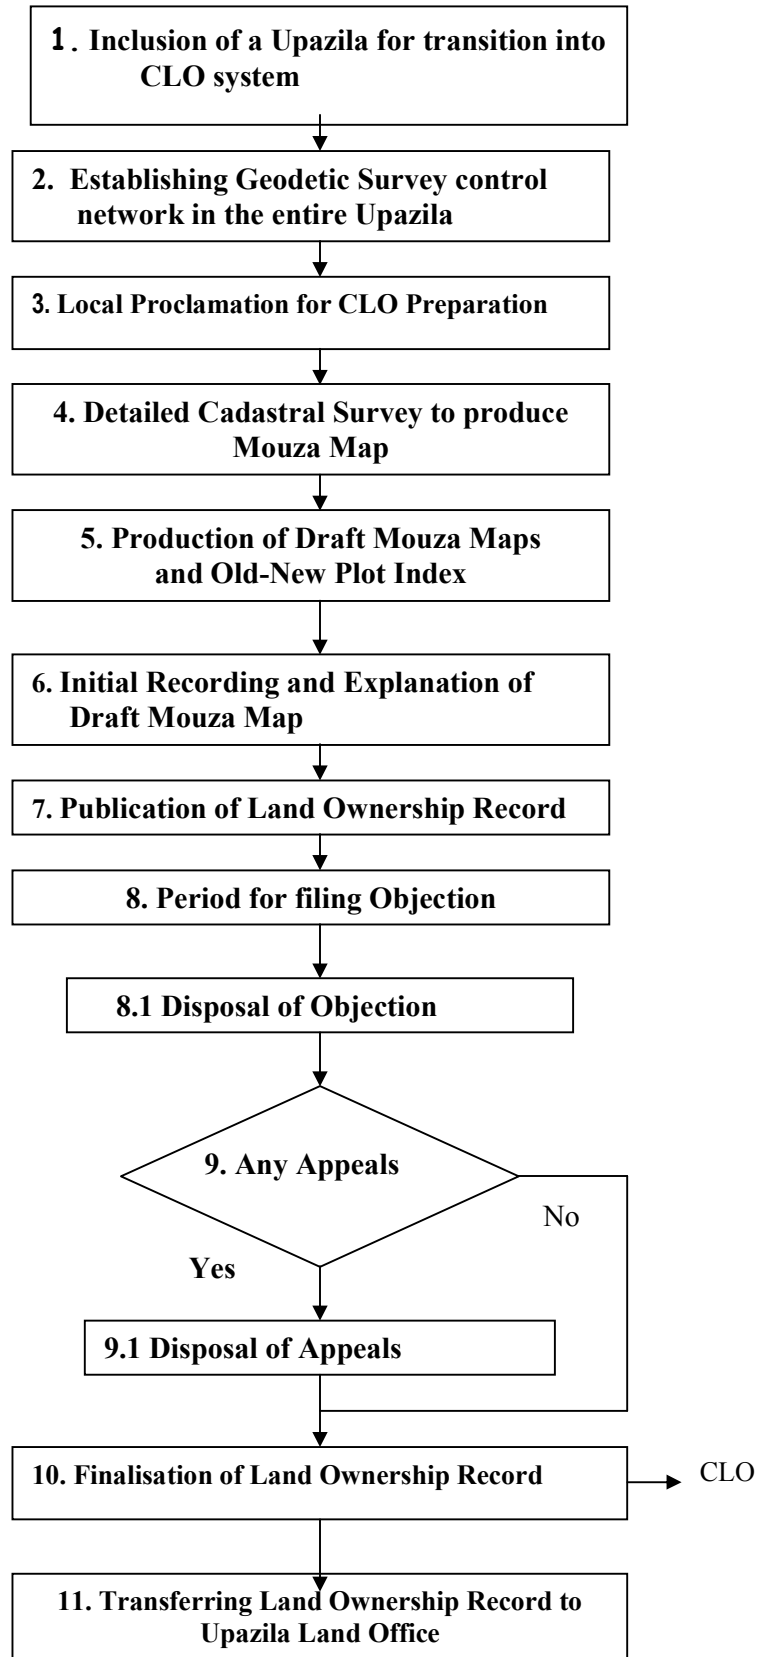 1. Inclusion of a Upazila for transition into
CLO system
2. Establishing Geodetic Survey control
network in the entire Upazila
3. Local Proclamation for CLO Preparation
4. Detailed Cadastral Survey to produce
Mouza Map
5. Production of Draft Mouza Maps
and Old-New Plot Index
6. Initial Recording and Explanation of
Draft Mouza Map
7. Publication of Land Ownership Record
8. Period for filing Objection
8.1 Disposal of Objection
9. Any Appeals
No
Yes
9.1 Disposal of Appeals
10. Finalisation of Land Ownership Record
CLO
11. Transferring Land Ownership Record to
Upazila Land Office